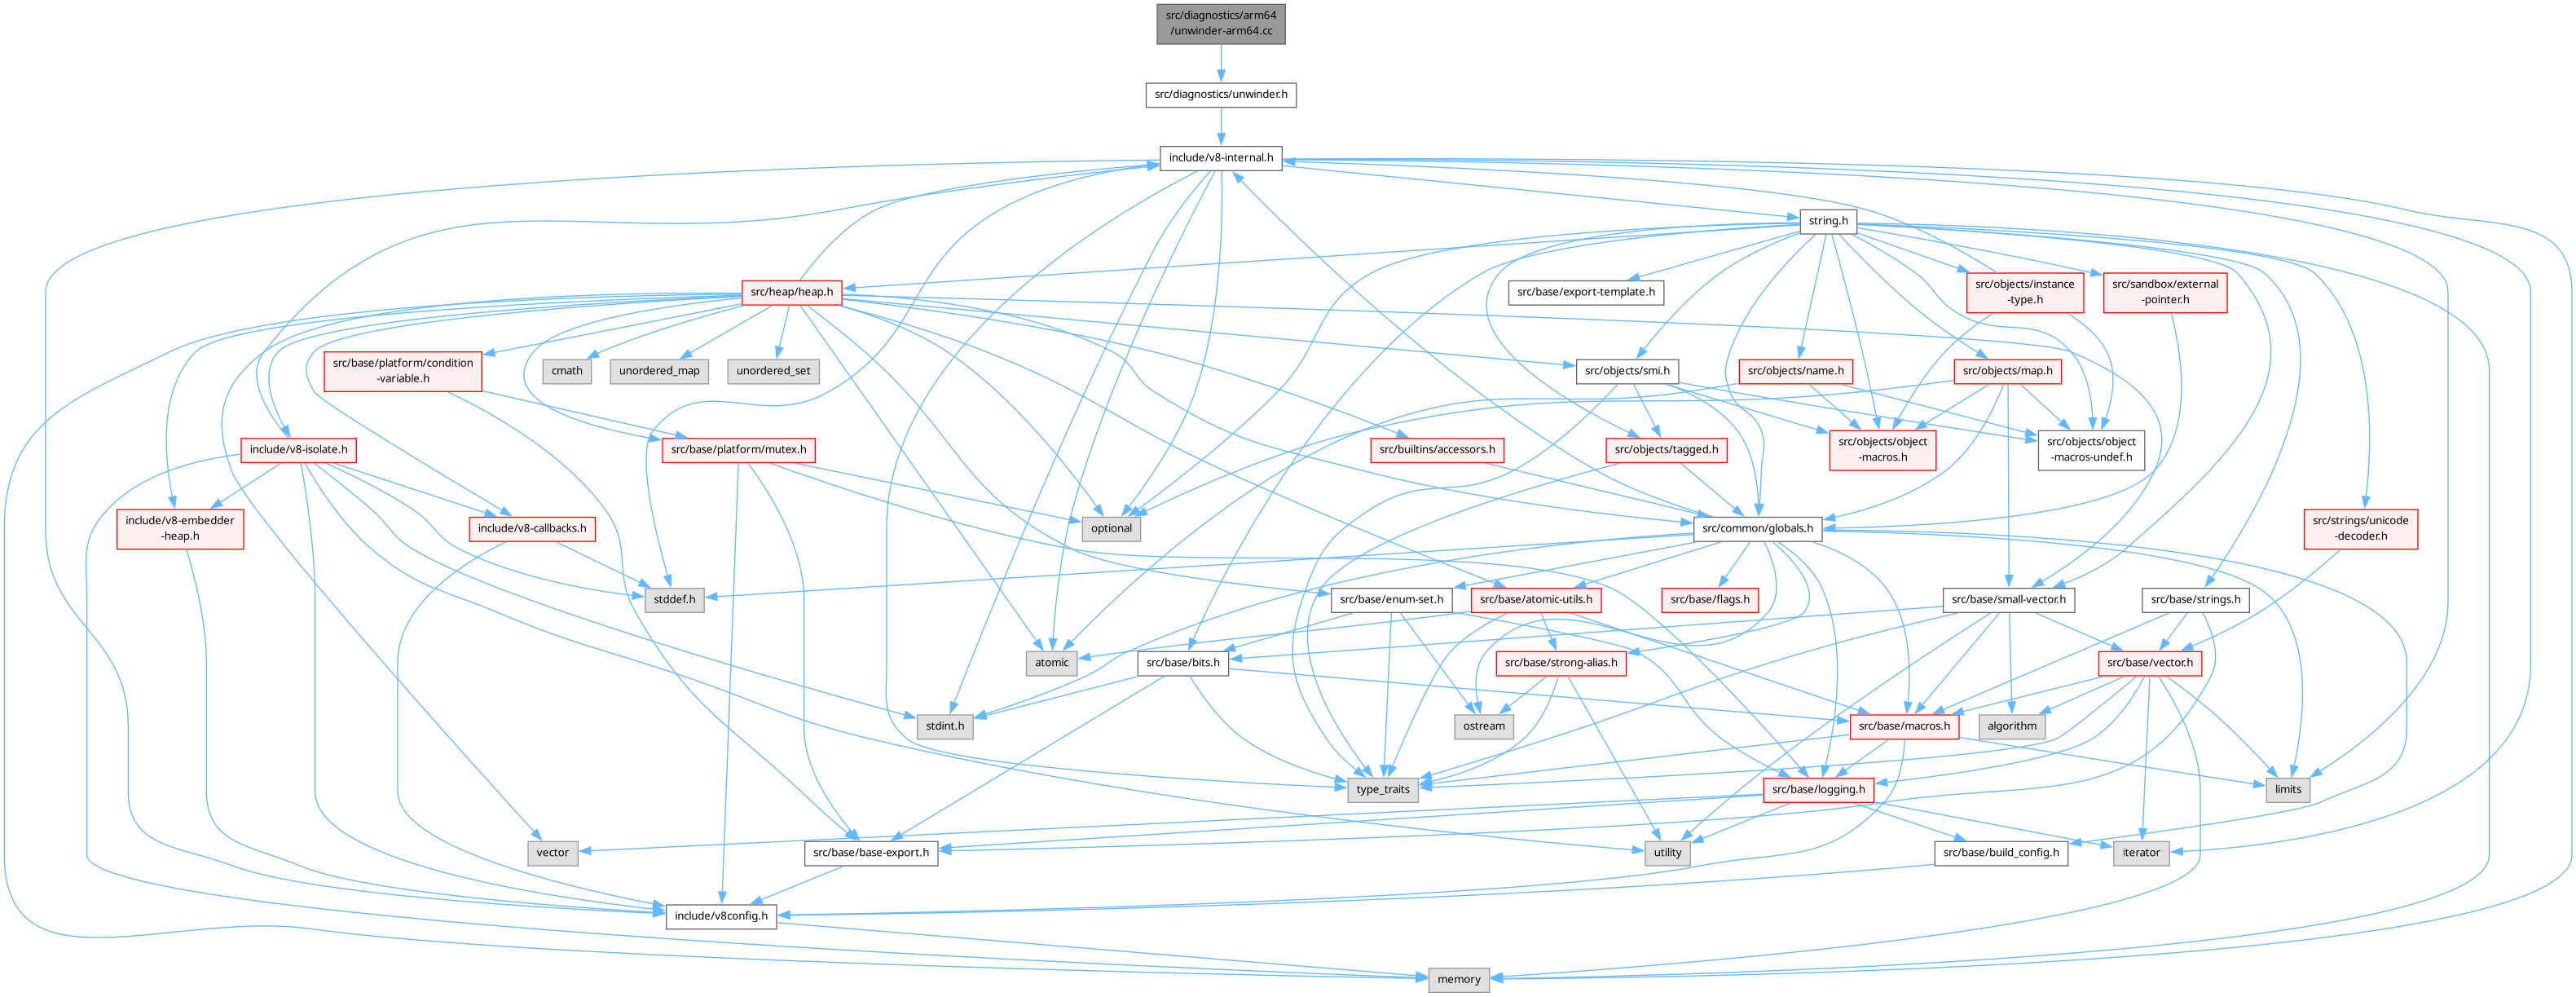 src/diagnostics/arm64
/unwinder-arm64.cc
src/diagnostics/unwinder.h
include/v8-internal.h
string.h
src/heap/heap.h
src/base/export-template.h
src/objects/instance
-type.h
src/sandbox/external
-pointer.h
src/base/platform/condition
-variable.h
cmath
unordered_map
unordered_set
src/objects/smi.h
src/objects/name.h
src/objects/map.h
include/v8-isolate.h
src/base/platform/mutex.h
src/builtins/accessors.h
src/objects/tagged.h
src/objects/object
-macros.h
src/objects/object
-macros-undef.h
include/v8-embedder
-heap.h
include/v8-callbacks.h
optional
src/common/globals.h
src/strings/unicode
-decoder.h
stddef.h
src/base/enum-set.h
src/base/atomic-utils.h
src/base/flags.h
src/base/small-vector.h
src/base/strings.h
atomic
src/base/bits.h
src/base/strong-alias.h
src/base/vector.h
stdint.h
ostream
src/base/macros.h
algorithm
type_traits
src/base/logging.h
limits
vector
src/base/base-export.h
utility
src/base/build_config.h
iterator
include/v8config.h
memory